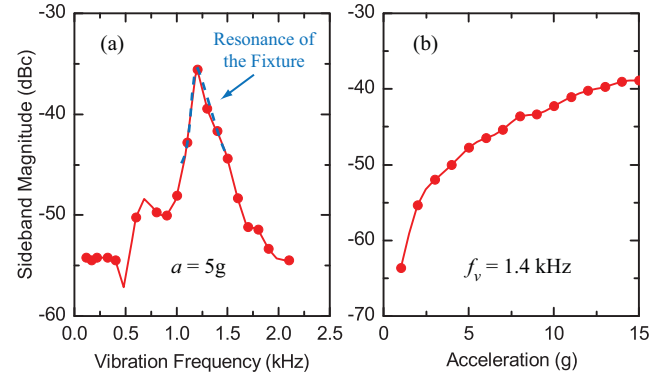 -30
-40
-50
-60
Sideband Magnitude (dBc)
(a)
Resonance of
the Fixture
a = 5g
0.0 0.5 1.0 1.5 2.0 2.5
Vibration Frequency (kHz)
-30
-40
-50
-60
-70
(b)
fv = 1.4 kHz
0 5 10 15
Acceleration (g)